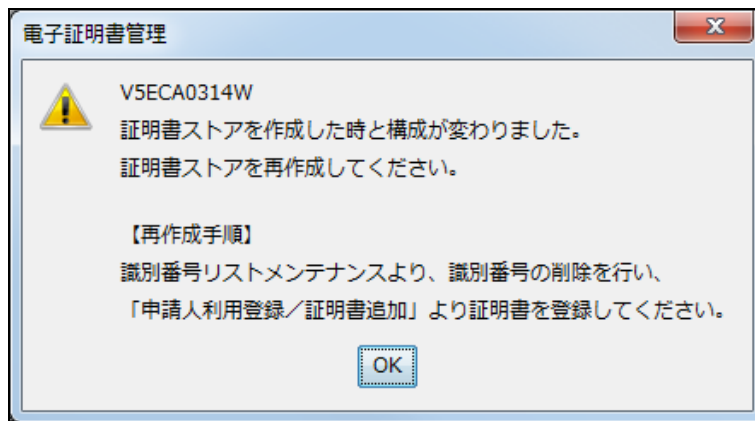 電子証明書管理
V5ECA0314W
証明書ストアを作成した時と構成が変わりました。
証明書ストアを再作成してください。
【再作成手順】
識別番号リストメンテナンスより、識別番号の削除を行い、
「申請人利用登録／証明書追加」より証明書を登録してください。
OK